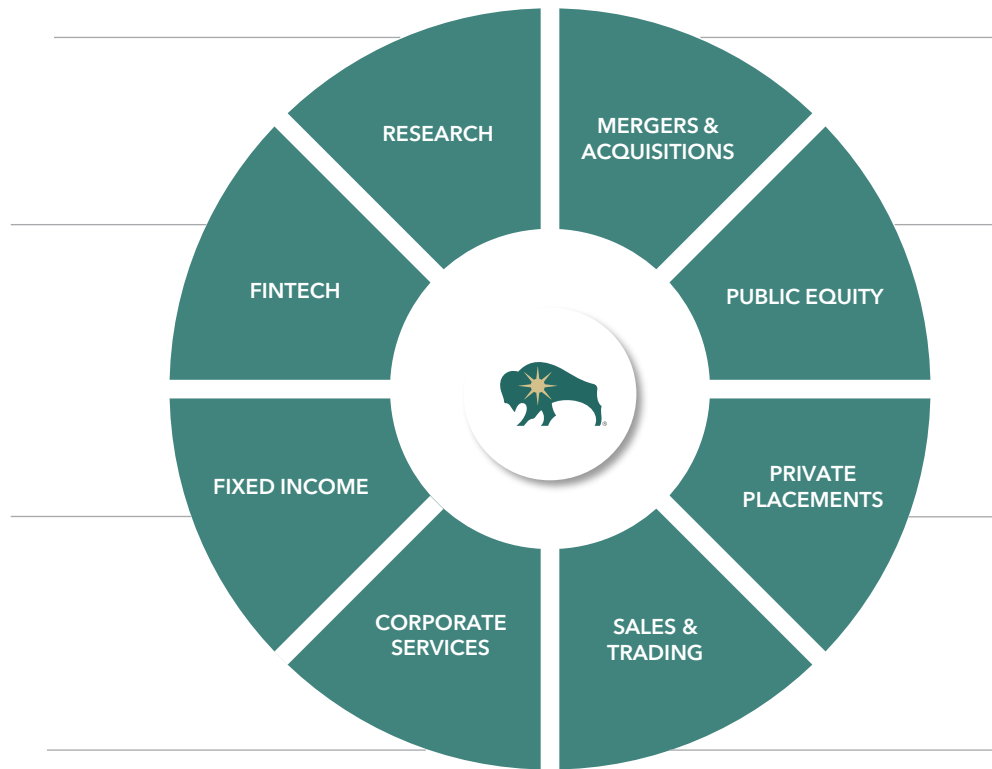 RESEARCH
MERGERS &
ACQUISITIONS
FINTECH
PUBLIC EQUITY
®
FIXED INCOME
PRIVATE
PLACEMENTS
CORPORATE
SERVICES
SALES &
TRADING